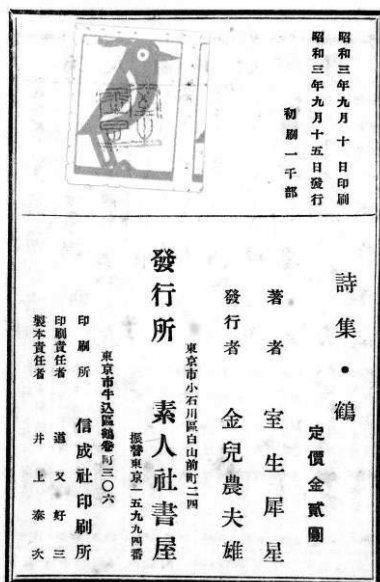 昭和三年九月十日印刷
昭和三年九月十五日發行
初刷一千部
詩集・鶴
定價金貳圓
著者 室生犀星
發行者 金兒農夫雄
東京市小石川區白山前町二四
發行所 素人社書屋
振替東京二五九九四番
東京市牛込區鶴卷町三〇六
印刷所 信成社印刷所
印刷責任者 道又好三
製本責任者 井上泰次